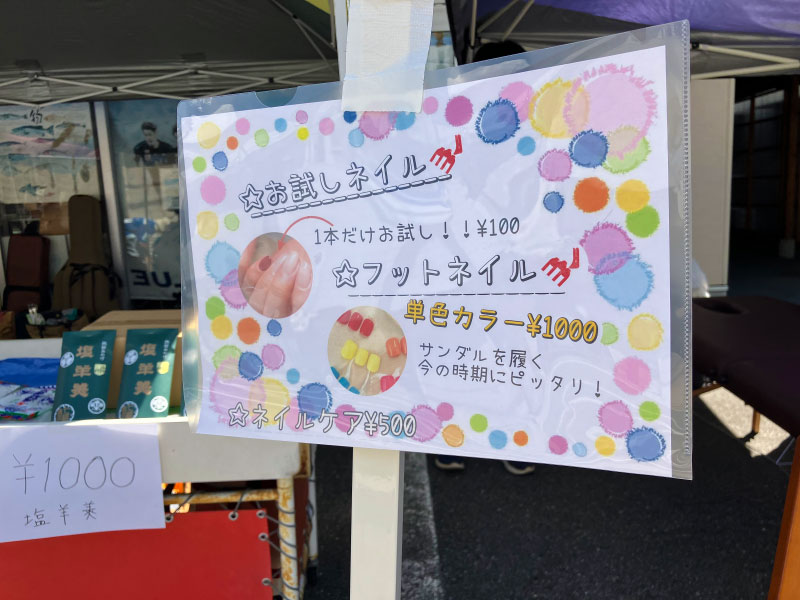 ☆お試しネイル
1本だけお試し!!¥100
☆フットネイル
単色カラー¥1000
サンダルを履く
今の時期にピッタリ!
☆ネイルケア¥500
塩羊羹
塩羊羹
¥1000
塩羊羹